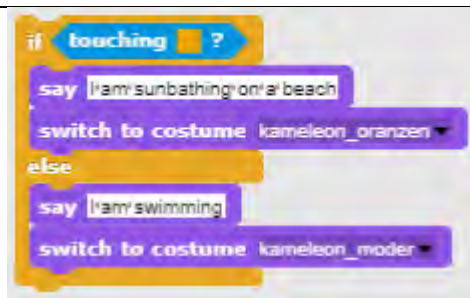 if touching ?
say I am sunbathing on a beach
switch to costume kameleon_oranzen
else
say I am swimming
switch to costume kameleon_moder